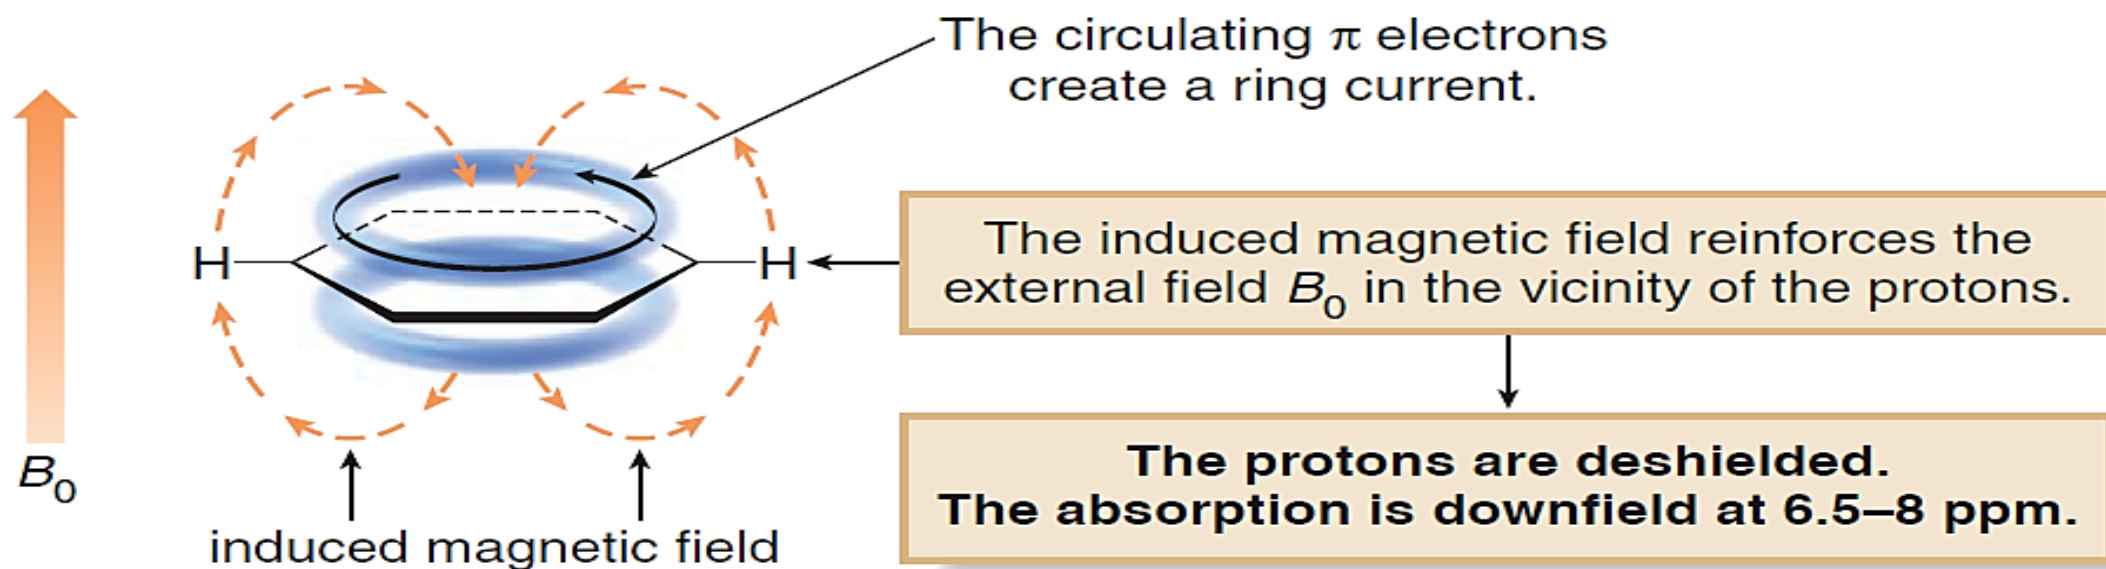 The circulating π electrons
create a ring current.
H
H
The induced magnetic field reinforces the
external field B₀ in the vicinity of the protons.
The protons are deshielded.
The absorption is downfield at 6.5–8 ppm.
B₀
induced magnetic field